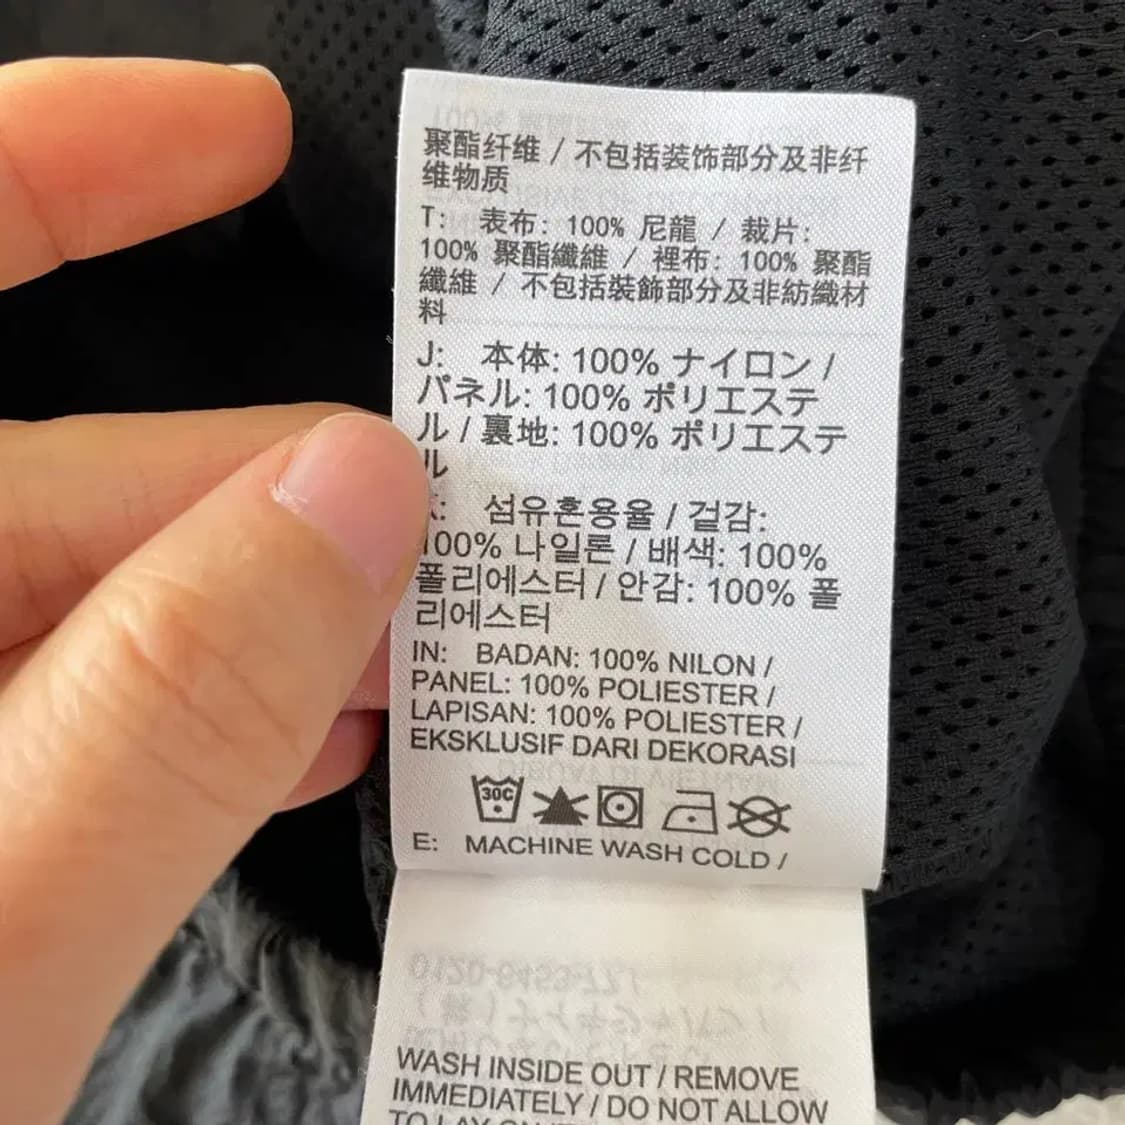 聚酯纤维 / 不包括装饰部分及非纤
维物质
T: 表布: 100% 尼龍 / 裁片:
100% 聚酯纖維 / 裡布: 100% 聚酯
纖維 / 不包括裝飾部分及非紡織材
料
J: 本体: 100% ナイロン /
パネル: 100% ポリエステ
ル / 裏地: 100% ポリエステ
ル
K: 섬유혼용율 / 겉감:
100% 나일론 / 배색: 100%
폴리에스터 / 안감: 100% 폴
리에스터
IN: BADAN: 100% NILON /
PANEL: 100% POLIESTER /
LAPISAN: 100% POLIESTER /
EKSKLUSIF DARI DEKORASI
30C
E: MACHINE WASH COLD /
WASH INSIDE OUT / REMOVE
IMMEDIATELY / DO NOT ALLOW
TO LAY ON